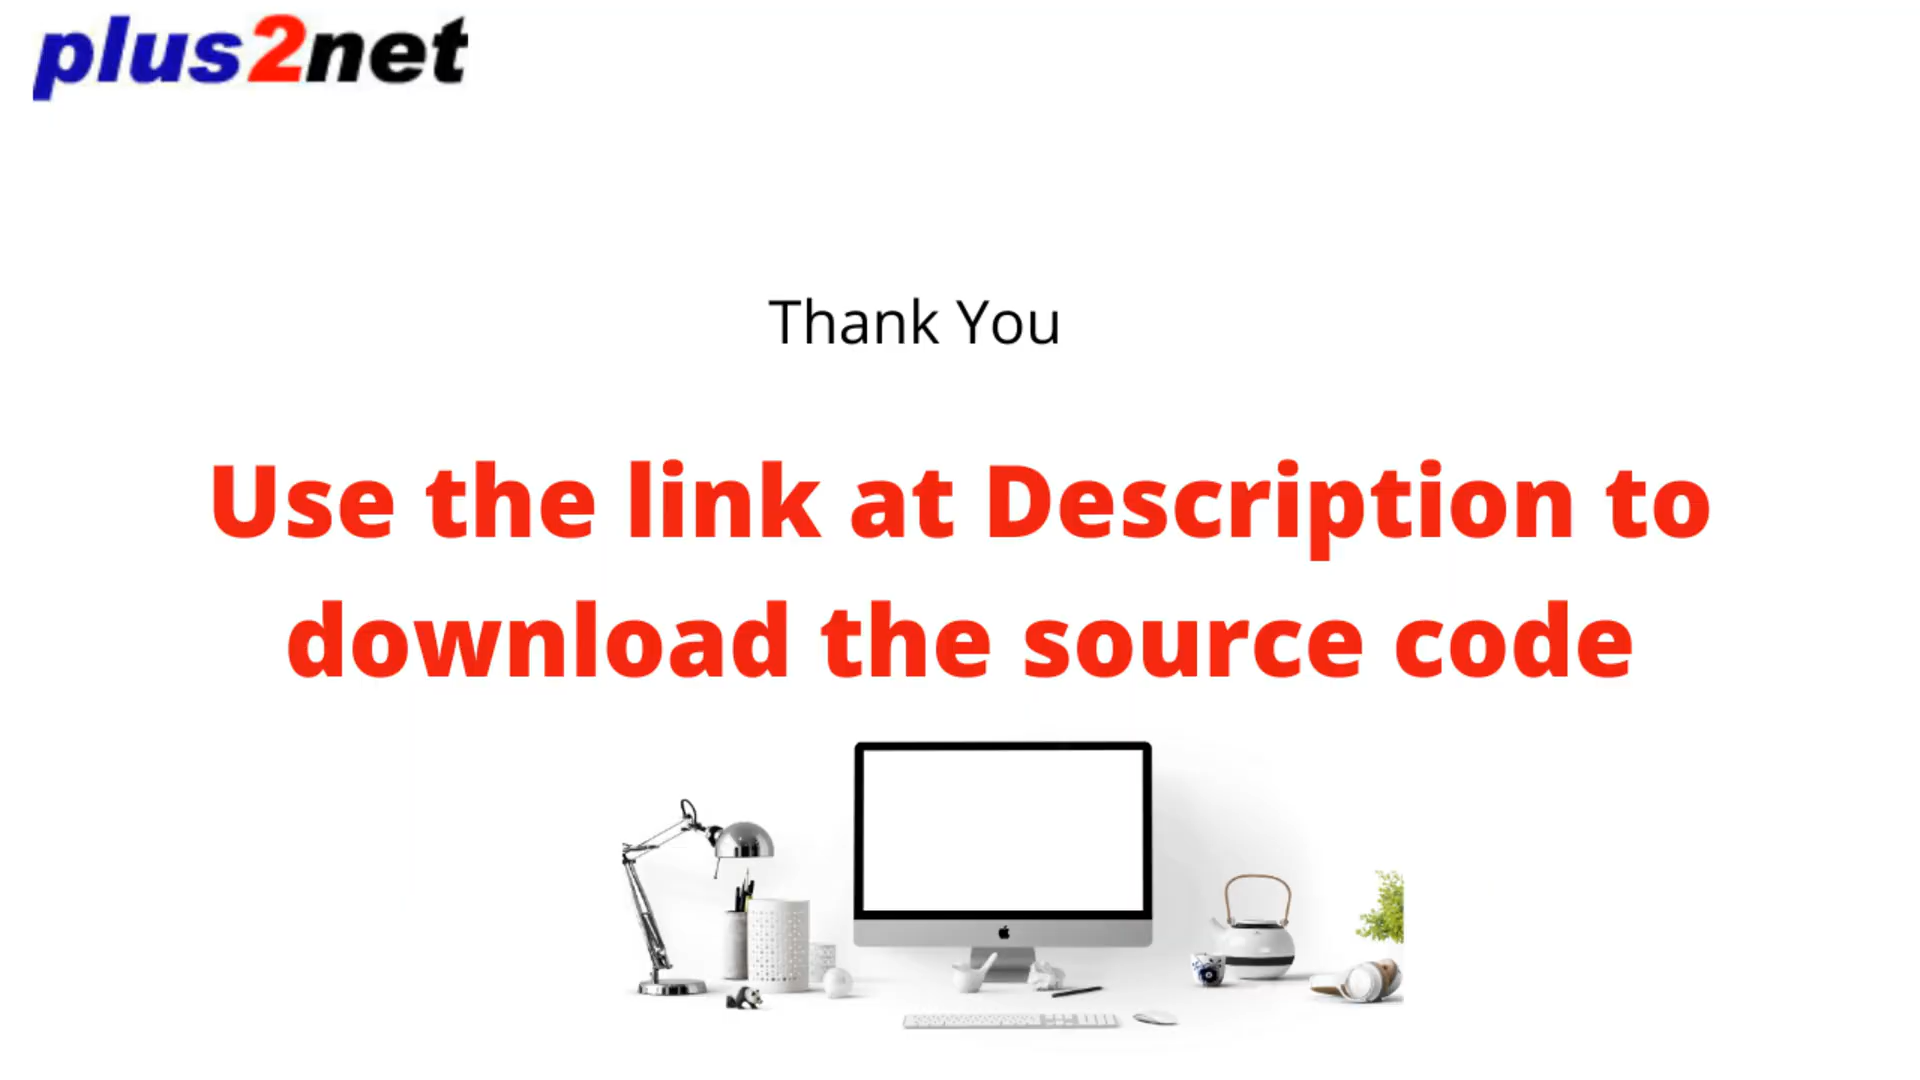 plus2net
Thank You
Use the link at Description to
download the source code